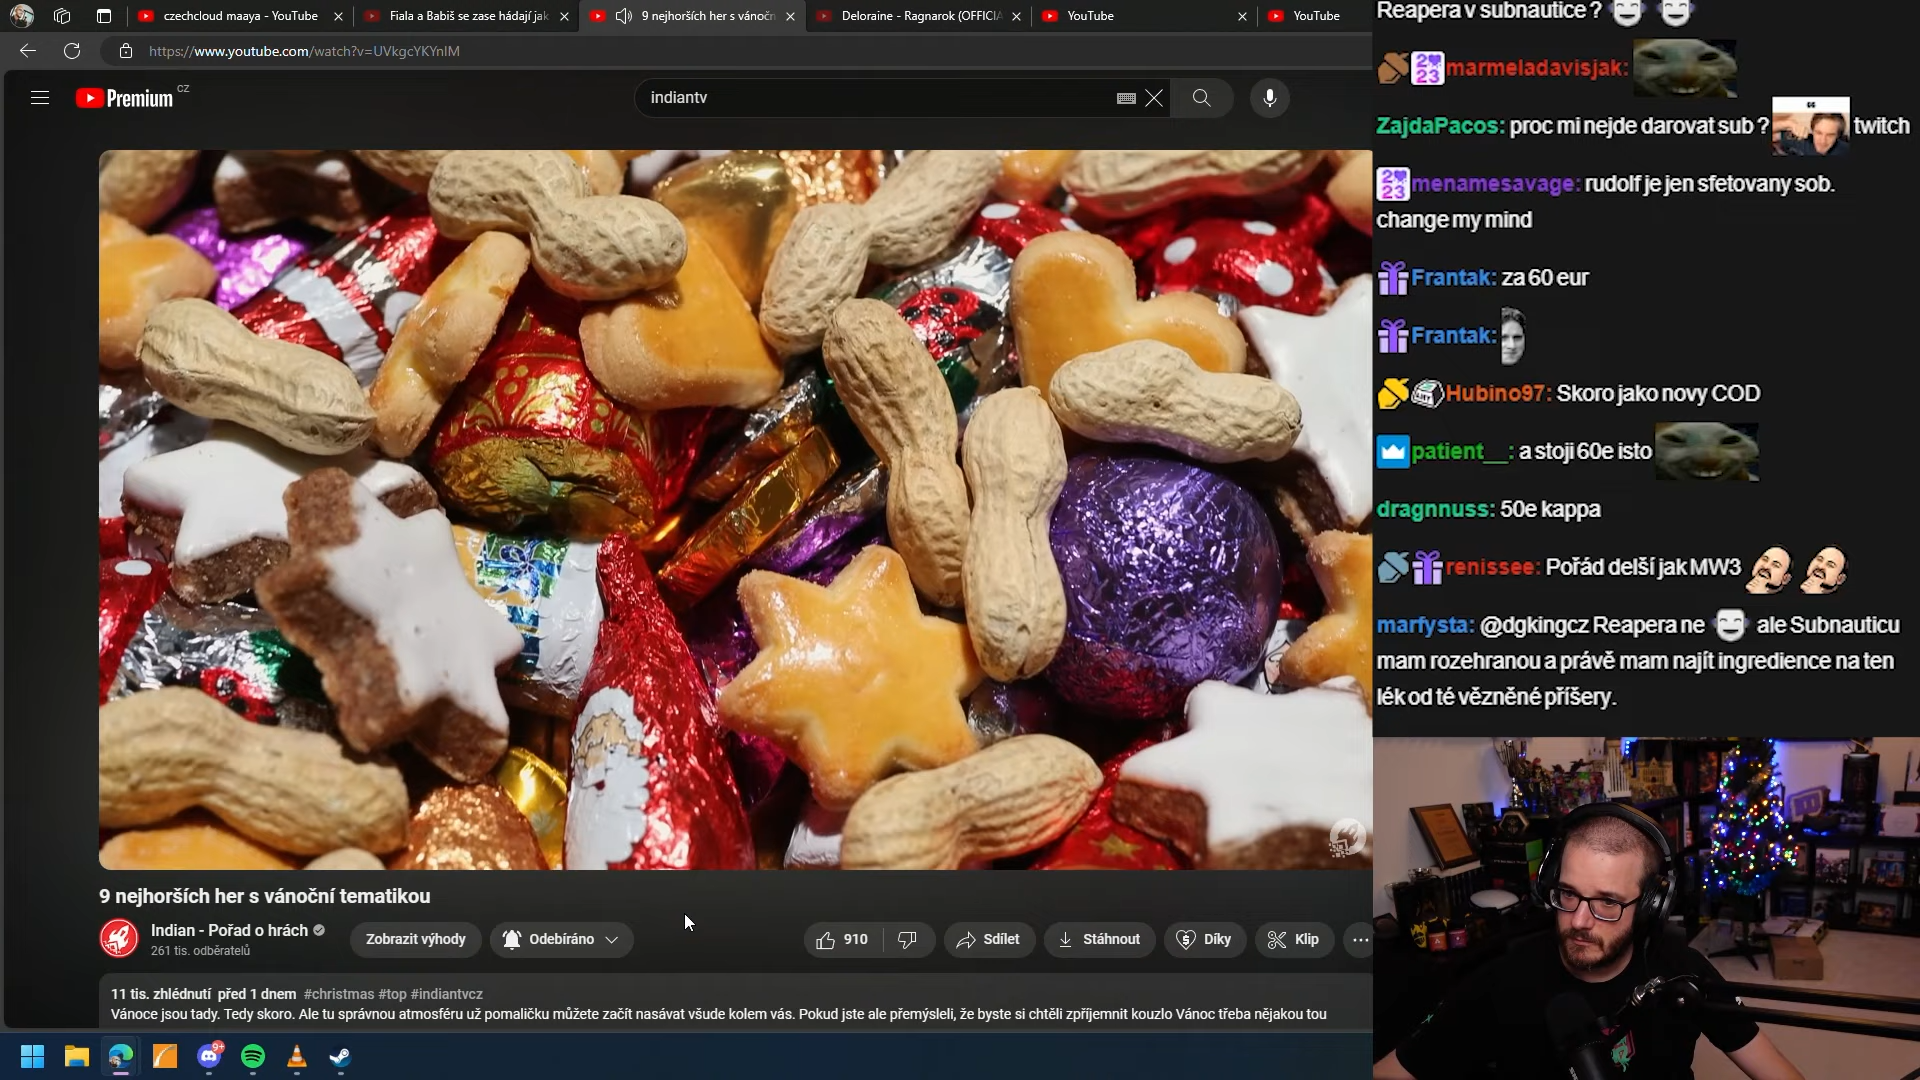 czechcloud maaya - YouTube
Fiala a Babiš se zase hádají jak
9 nejhorších her s vánočn
Deloraine - Ragnarok (OFFICIA
YouTube
YouTube
https://www.youtube.com/watch?v=UVkgcYKYnIM
Premium CZ
indiantv
9 nejhorších her s vánoční tematikou
Indian - Pořad o hrách
261 tis. odběratelů
Zobrazit výhody
Odebíráno
910
Sdílet
Stáhnout
Díky
Klip
11 tis. zhlédnutí před 1 dnem #christmas #top #indiantvcz
Vánoce jsou tady. Tedy skoro. Ale tu správnou atmosféru už pomaličku můžete začít nasávat všude kolem vás. Pokud jste ale přemýšleli, že byste si chtěli zpříjemnit kouzlo Vánoc třeba nějakou tou
9+
Reapera v subnautice ?
marmeladavisjak:
ZajdaPacos: proc mi nejde darovat sub ? twitch
menamesavage: rudolf je jen sfetovany sob.
change my mind
Frantak: za 60 eur
Frantak:
Hubino97: Skoro jako novy COD
patient__: a stoji 60e isto
dragnnuss: 50e kappa
renissee: Pořád delší jak MW3
marfysta: @dgkingcz Reapera ne ale Subnauticu
mam rozehranou a právě mam najít ingredience na ten
lék od té vězněné příšery.